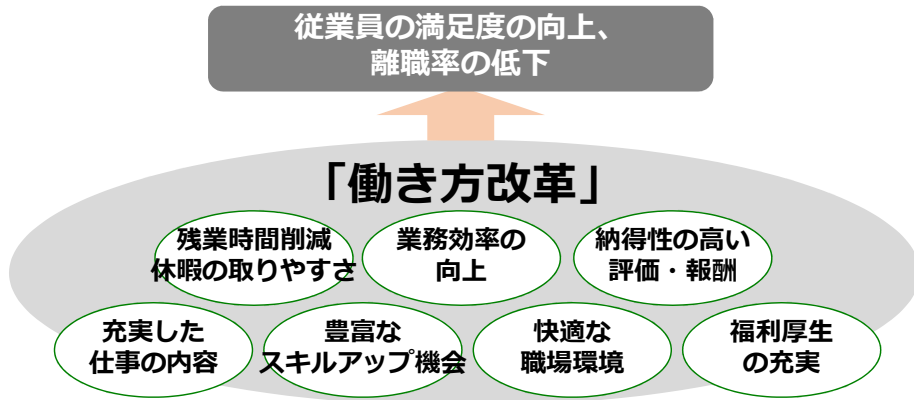 従業員の満足度の向上、
離職率の低下
「働き方改革」
残業時間削減
休暇の取りやすさ
業務効率の
向上
納得性の高い
評価・報酬
充実した
仕事の内容
豊富な
スキルアップ機会
快適な
職場環境
福利厚生
の充実